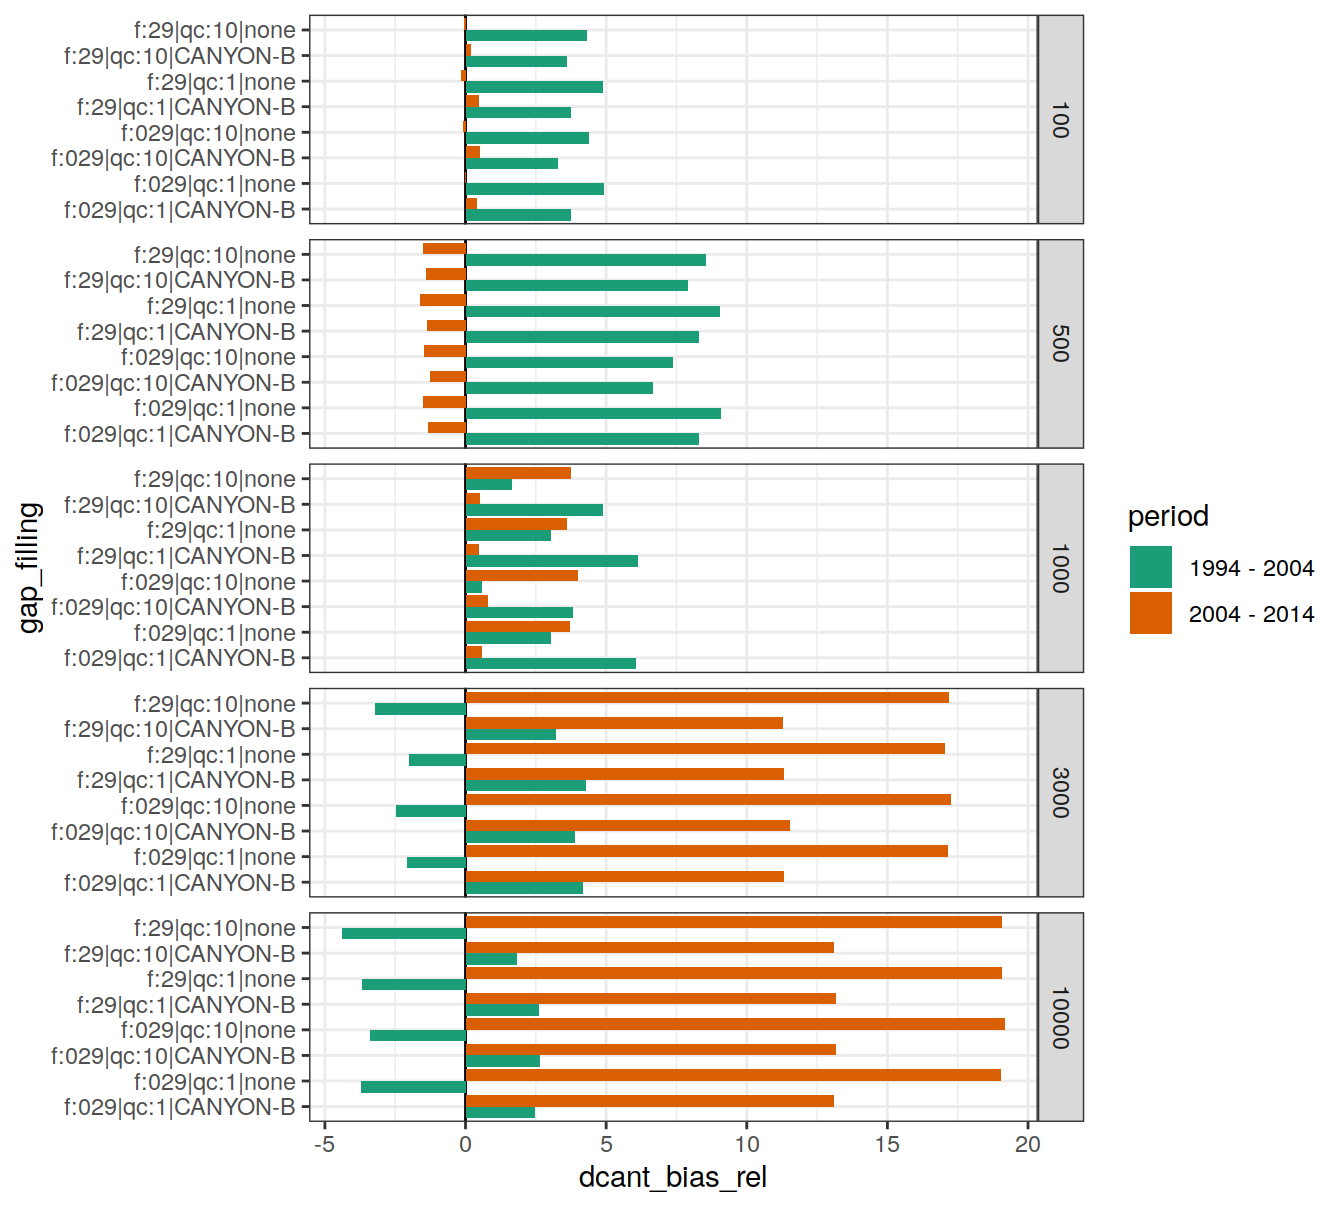 f:29|qc:10|none
f:29|qc:10|CANYON-B
f:29|qc:1|none
f:29|qc:1|CANYON-B
f:029|qc:10|none
f:029|qc:10|CANYON-B
f:029|qc:1|none
f:029|qc:1|CANYON-B
100
f:29|qc:10|none
f:29|qc:10|CANYON-B
f:29|qc:1|none
f:29|qc:1|CANYON-B
f:029|qc:10|none
f:029|qc:10|CANYON-B
f:029|qc:1|none
f:029|qc:1|CANYON-B
500
f:29|qc:10|none
f:29|qc:10|CANYON-B
f:29|qc:1|none
f:29|qc:1|CANYON-B
f:029|qc:10|none
f:029|qc:10|CANYON-B
f:029|qc:1|none
f:029|qc:1|CANYON-B
1000
f:29|qc:10|none
f:29|qc:10|CANYON-B
f:29|qc:1|none
f:29|qc:1|CANYON-B
f:029|qc:10|none
f:029|qc:10|CANYON-B
f:029|qc:1|none
f:029|qc:1|CANYON-B
3000
f:29|qc:10|none
f:29|qc:10|CANYON-B
f:29|qc:1|none
f:29|qc:1|CANYON-B
f:029|qc:10|none
f:029|qc:10|CANYON-B
f:029|qc:1|none
f:029|qc:1|CANYON-B
10000
-5 0 5 10 15 20
dcant_bias_rel
gap_filling
period
1994 - 2004
2004 - 2014